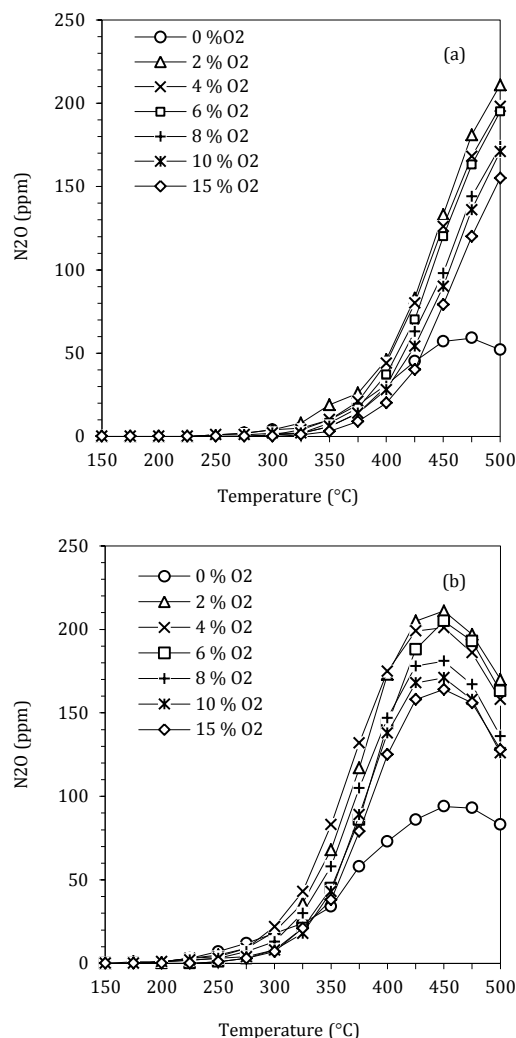 250
(a)
0 %O2
2 % O2
200
4 % O2
6 % O2
8 % O2
150
10 % O2
15 % O2
N2O (ppm)
100
50
0
150 200 250 300 350 400 450 500
Temperature (°C)
250
0 % O2
(b)
2 % O2
200
4 % O2
6 % O2
8 % O2
150
10 % O2
15 % O2
N2O (ppm)
100
50
0
150 200 250 300 350 400 450 500
Temperature (°C)